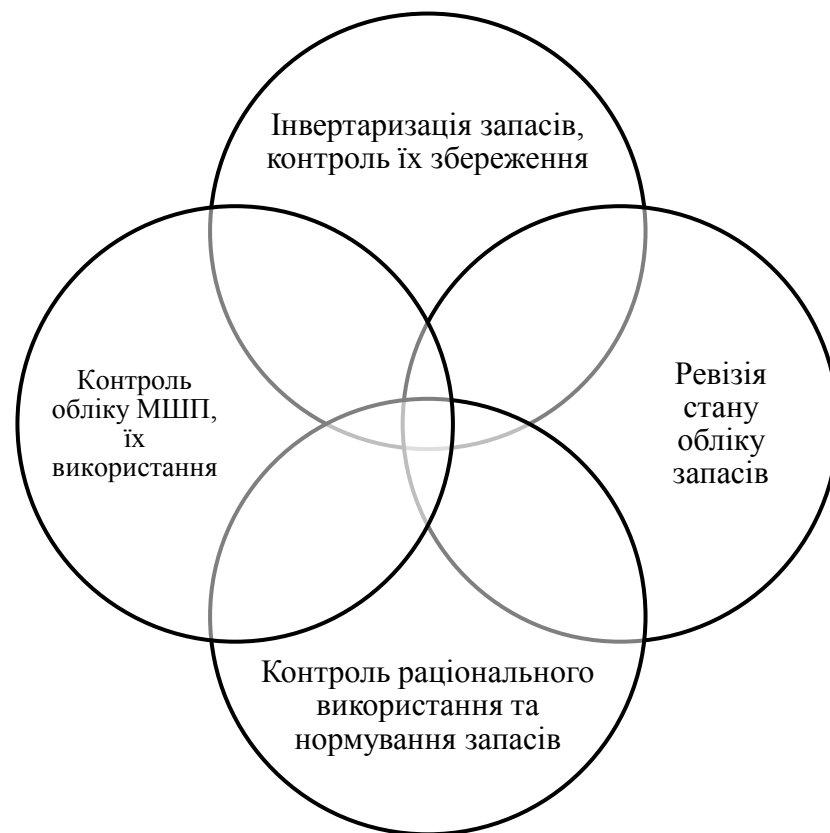 Інвертаризація запасів,
контроль їх збереження
Контроль
обліку МШП,
їх
використання
Ревізія
стану
обліку
запасів
Контроль раціонального
використання та
нормування запасів